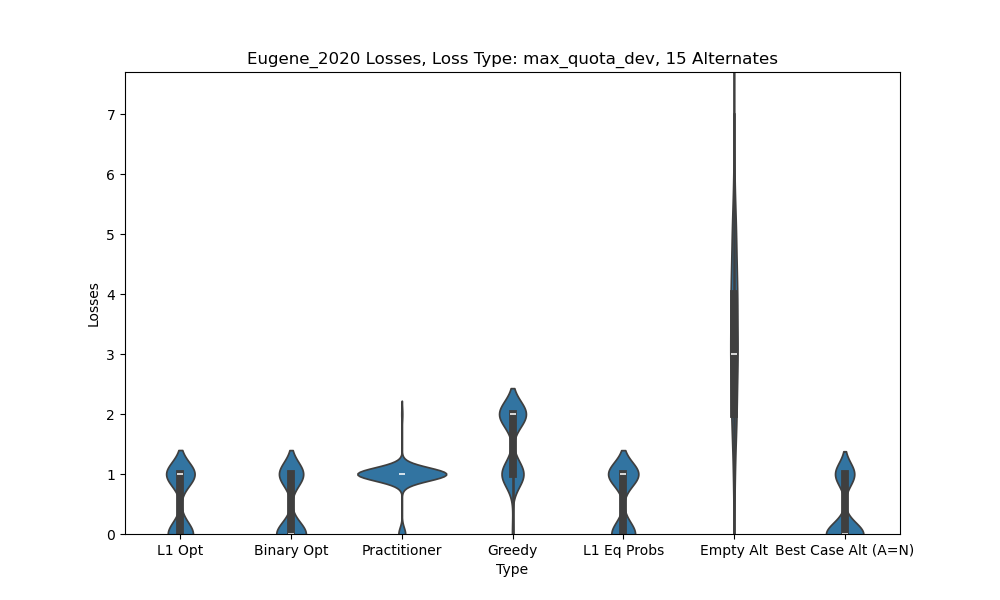 Eugene_2020 Losses, Loss Type: max_quota_dev, 15 Alternates
7
6
5
4
3
2
1
0
Losses
L1 Opt Binary Opt Practitioner Greedy L1 Eq Probs Empty Alt Best Case Alt (A=N)
Type